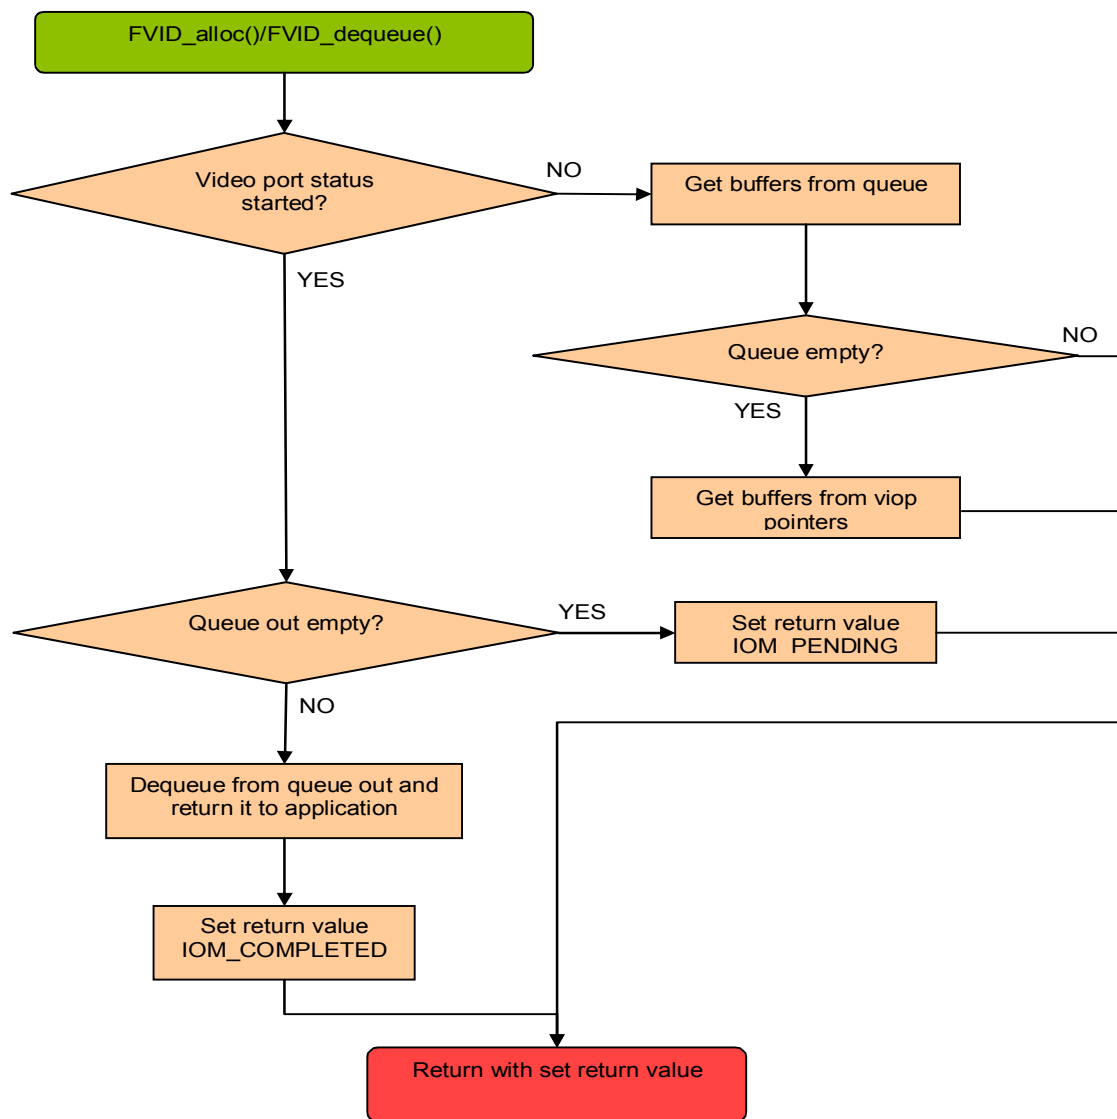 FVID_alloc()/FVID_dequeue()
Video port status
started?
NO
Get buffers from queue
YES
Queue empty?
NO
YES
Get buffers from viop
pointers
Queue out empty?
YES
Set return value
IOM_PENDING
NO
Dequeue from queue out and
return it to application
Set return value
IOM_COMPLETED
Return with set return value